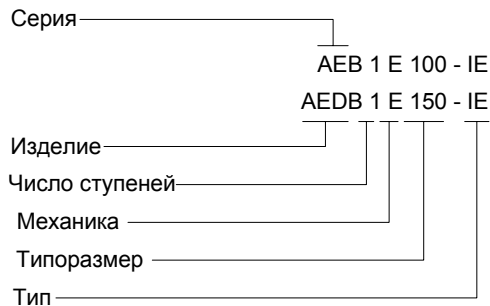 Серия
AEB 1 E 100 - IE
AEDB 1 E 150 - IE
Изделие
Число ступеней
Механика
Типоразмер
Тип